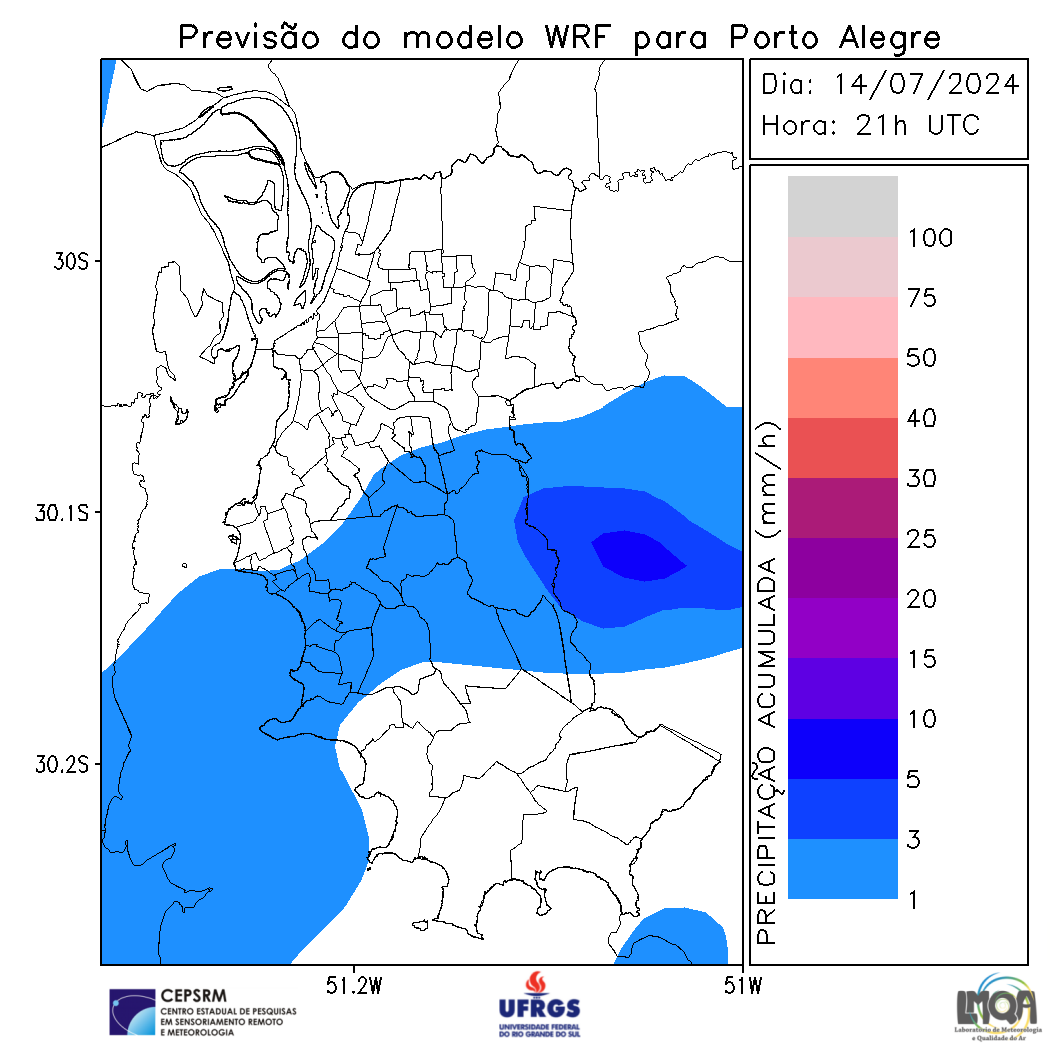 Previsão do modelo WRF para Porto Alegre
Dia: 14/07/2024
Hora: 21h UTC
30S
30.1S
30.2S
51.2W
51W
PRECIPITAÇÃO ACUMULADA (mm/h)
100
75
50
40
30
25
20
15
10
5
3
1
CEPSRM
CENTRO ESTADUAL DE PESQUISAS
EM SENSORIAMENTO REMOTO
E METEOROLOGIA
UFRGS
UNIVERSIDADE FEDERAL
DO RIO GRANDE DO SUL
LMQA
Laboratório de Meteorologia
e Qualidade do Ar